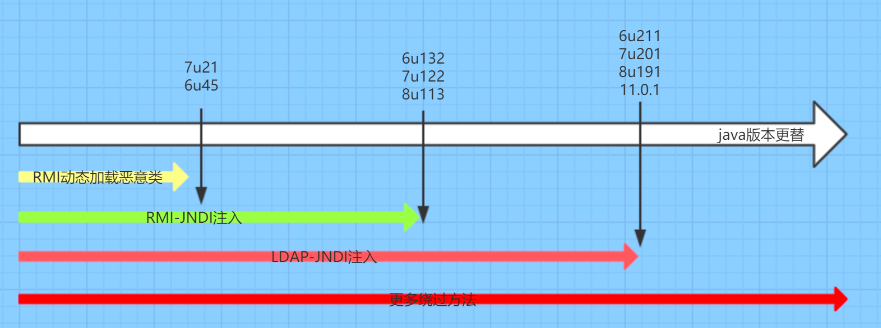 7u21
6u45
6u132
7u122
8u113
6u211
7u201
8u191
11.0.1
java版本更替
RMI动态加载恶意类
RMI-JNDI注入
LDAP-JNDI注入
更多绕过方法